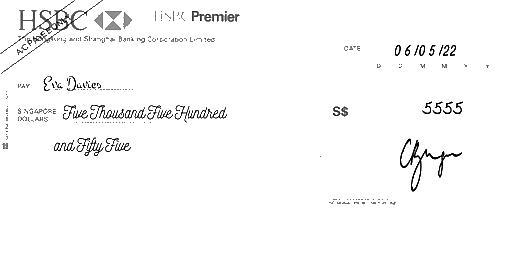 HSBC HSBC Premier
The Hongkong and Shanghai Banking Corporation Limited
A/C PAYEE ONLY
DATE 06/05/22
D D M M Y Y
PAY Eva Davies
SINGAPORE DOLLARS Five Thousand Five Hundred
S$ 5555
and Fifty Five